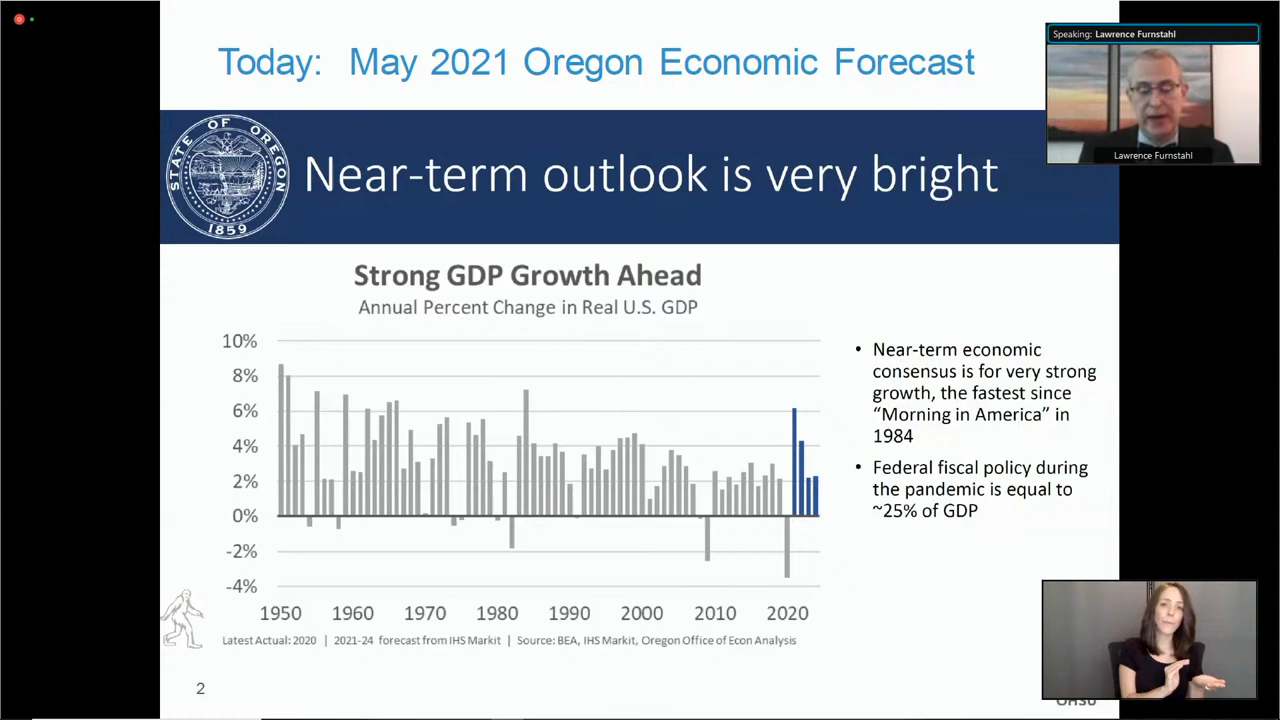 Today: May 2021 Oregon Economic Forecast
Speaking: Lawrence Furnstahl
Lawrence Furnstahl
STATE OF OREGON
1859
Near-term outlook is very bright
Strong GDP Growth Ahead
Annual Percent Change in Real U.S. GDP
10%
8%
6%
4%
2%
0%
-2%
-4%
1950 1960 1970 1980 1990 2000 2010 2020
Latest Actual: 2020 | 2021-24 forecast from IHS Markit | Source: BEA, IHS Markit, Oregon Office of Econ Analysis
• Near-term economic
consensus is for very strong
growth, the fastest since
“Morning in America” in
1984
• Federal fiscal policy during
the pandemic is equal to
~25% of GDP
2
OHSU